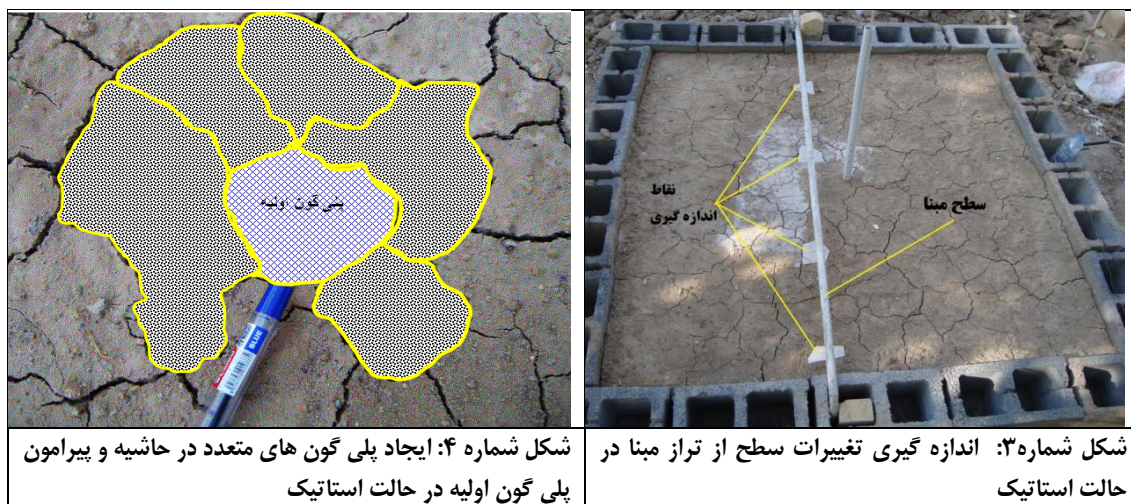 نقاط
اندازه گیری
سطح مبنا
پلی گون اولیه
BLUE
شکل شماره۳: اندازه گیری تغییرات سطح از تراز مبنا در
حالت استاتیک
شکل شماره ۴: ایجاد پلی گون های متعدد در حاشیه و پیرامون
پلی گون اولیه در حالت استاتیک